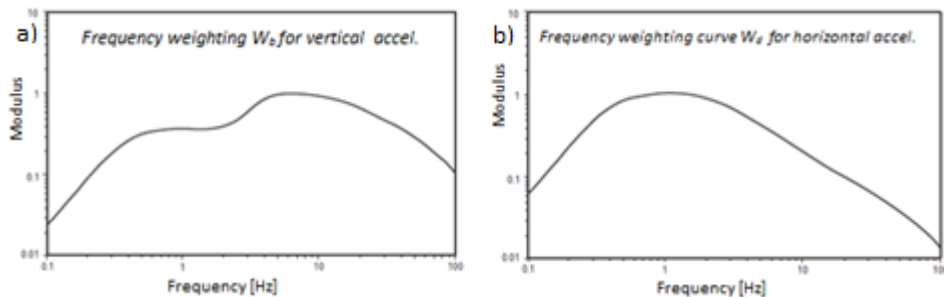 a)
Frequency weighting Wb for vertical accel.
10
1
0.1
0.01
Modulus
0.1
1
10
100
Frequency [Hz]
b)
Frequency weighting curve Wd for horizontal accel.
10
1
0.1
0.01
Modulus
0.1
1
10
100
Frequency [Hz]